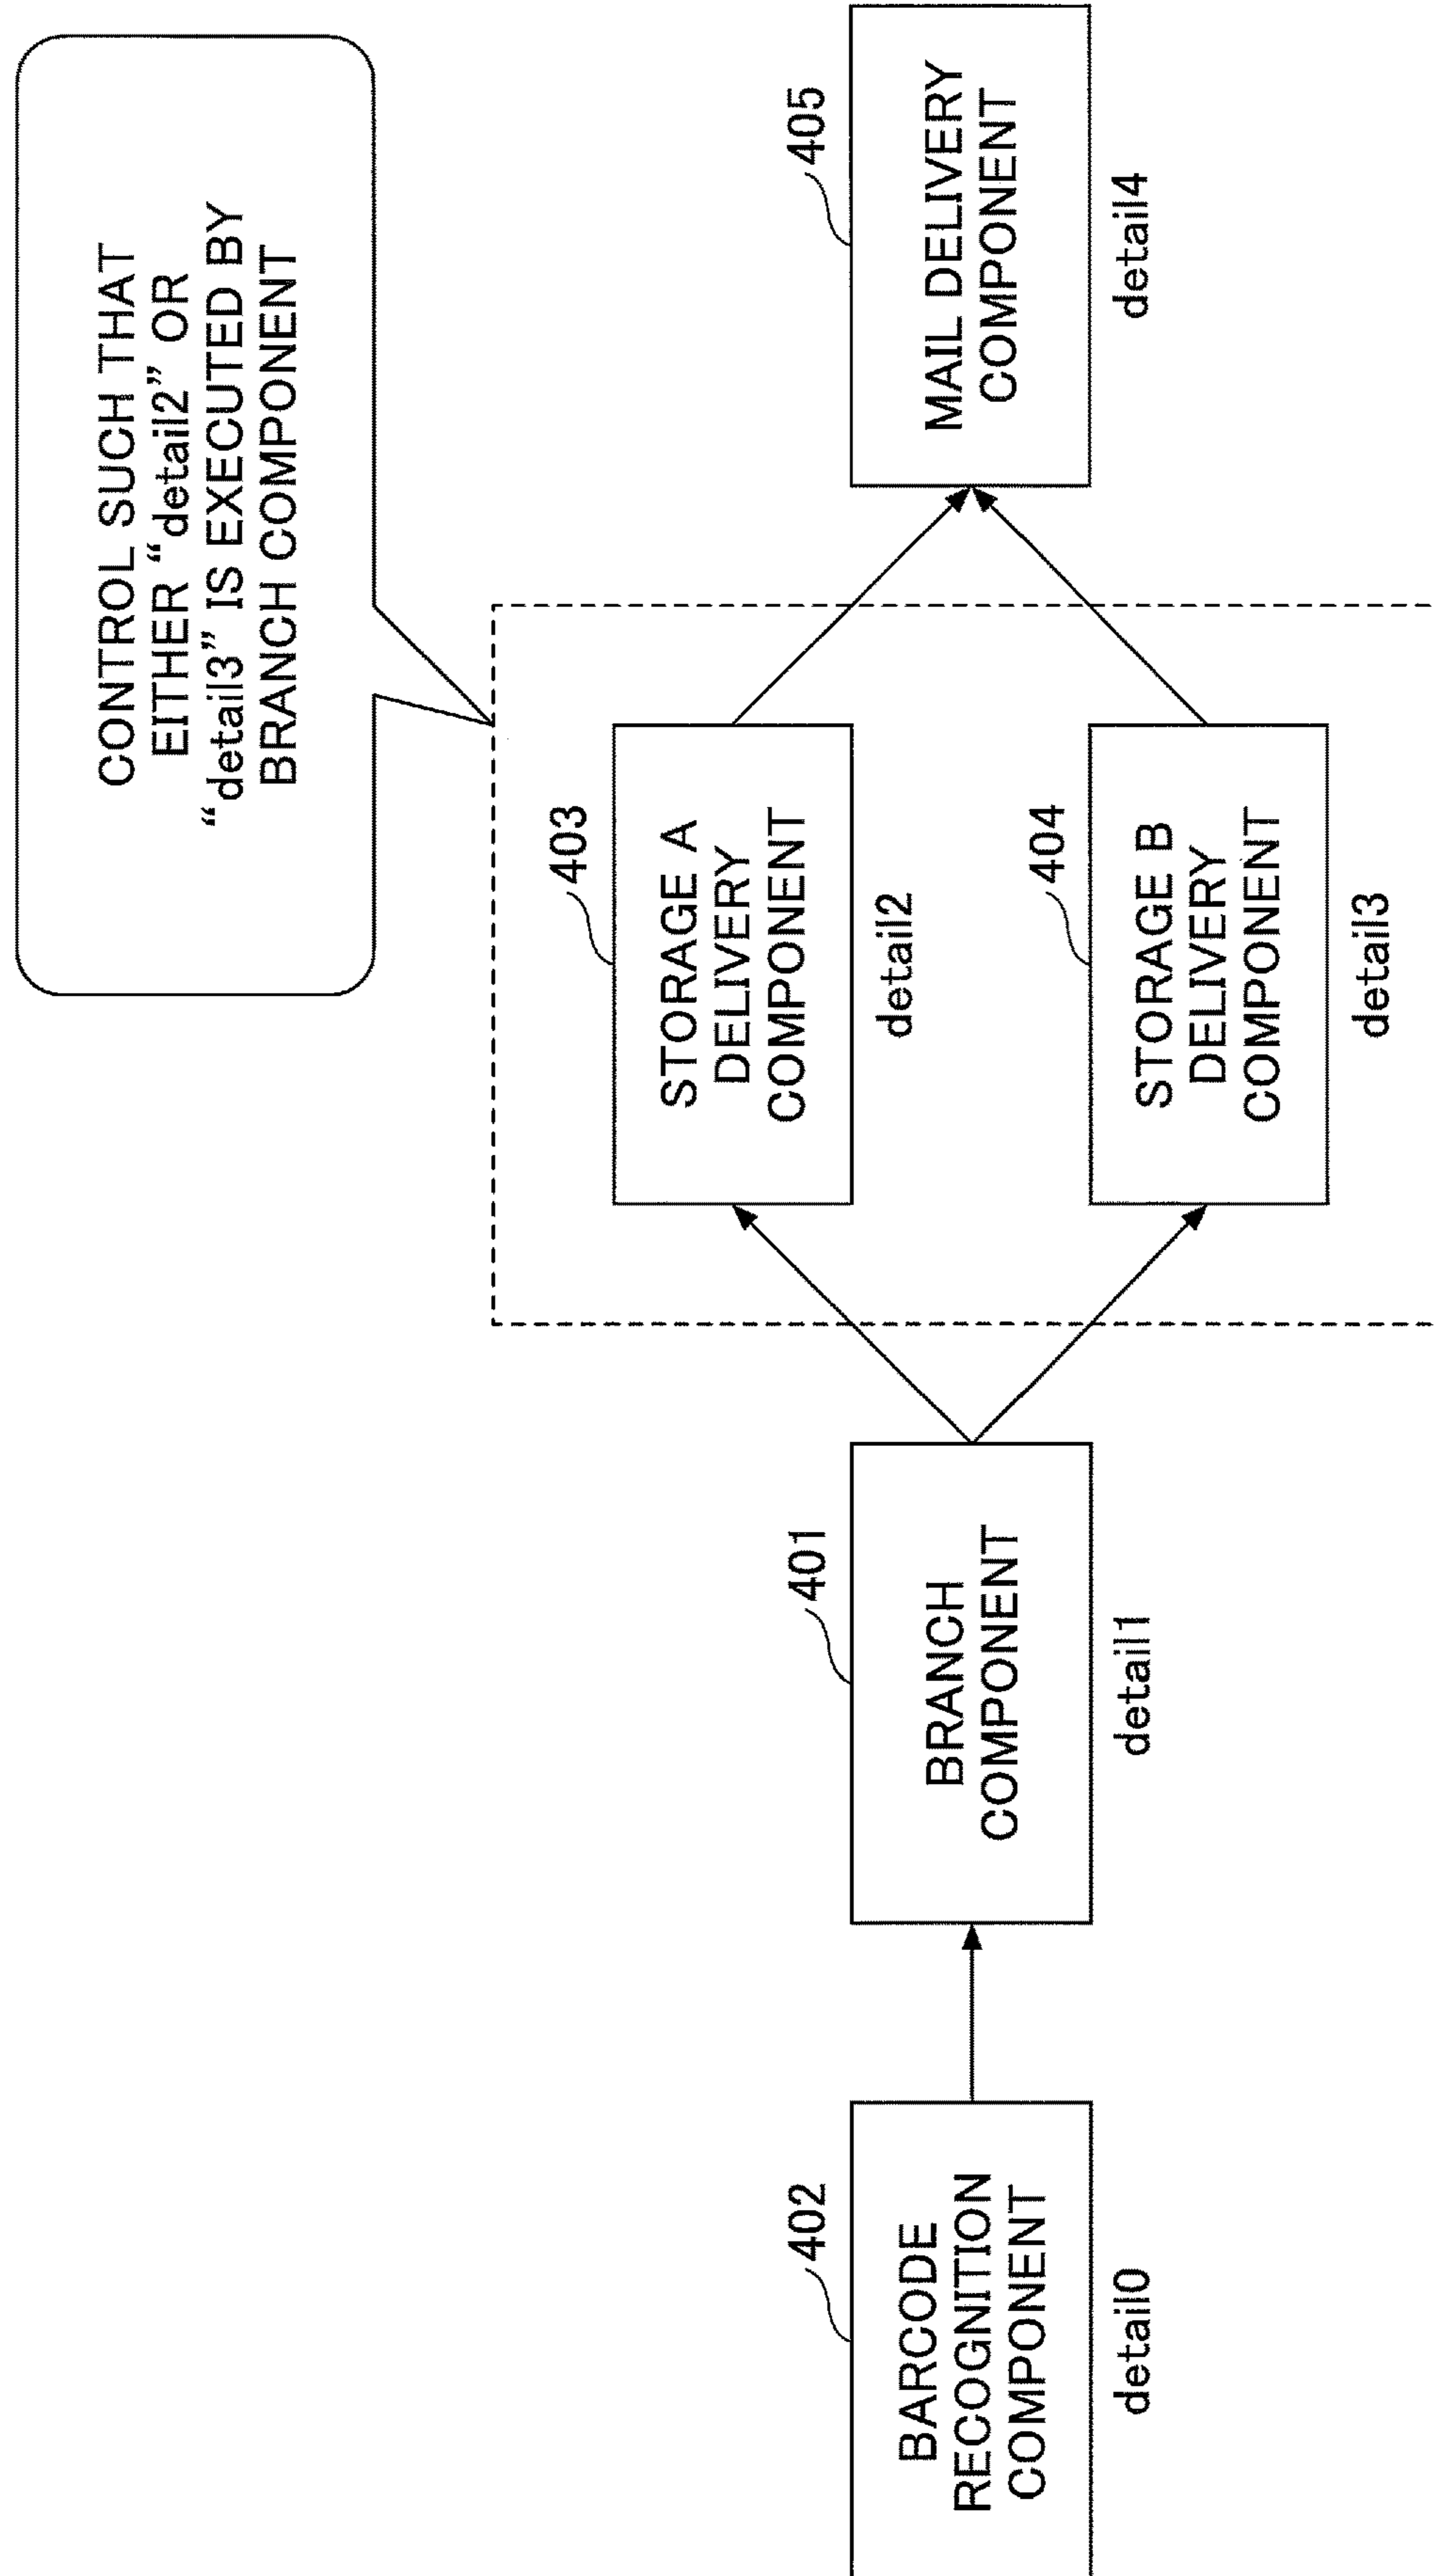 CONTROL SUCH THAT
EITHER “detail2” OR
“detail3” IS EXECUTED BY
BRANCH COMPONENT
402
BARCODE
RECOGNITION
COMPONENT
detail0
401
BRANCH
COMPONENT
detail1
403
STORAGE A
DELIVERY
COMPONENT
detail2
404
STORAGE B
DELIVERY
COMPONENT
detail3
405
MAIL DELIVERY
COMPONENT
detail4